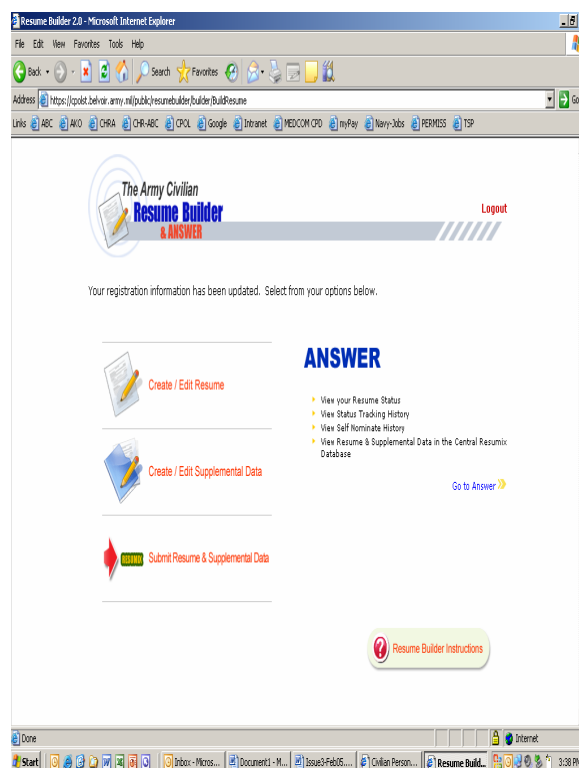 Resume Builder 2.0 - Microsoft Internet Explorer
File Edit View Favorites Tools Help
Back Search Favorites
Address https://cpolst.belvoir.army.mil/public/resumebuilder/builder/BuildResume Go
Links ABC AKO CHRA CHR-ABC CPOL Google Intranet MEDCOM CPD myPay Navy-Jobs PERMISS TSP
The Army Civilian
Resume Builder
& ANSWER
Logout
Your registration information has been updated. Select from your options below.
ANSWER
Create / Edit Resume
View your Resume Status
View Status Tracking History
View Self Nominate History
View Resume & Supplemental Data in the Central Resumix
Database
Create / Edit Supplemental Data
Go to Answer
RESUMIX Submit Resume & Supplemental Data
Resume Builder Instructions
Done Internet
Start Inbox - Micros... Document1 - M... Issue3-Feb05.... Civilian Person... Resume Build... 3:38 PM